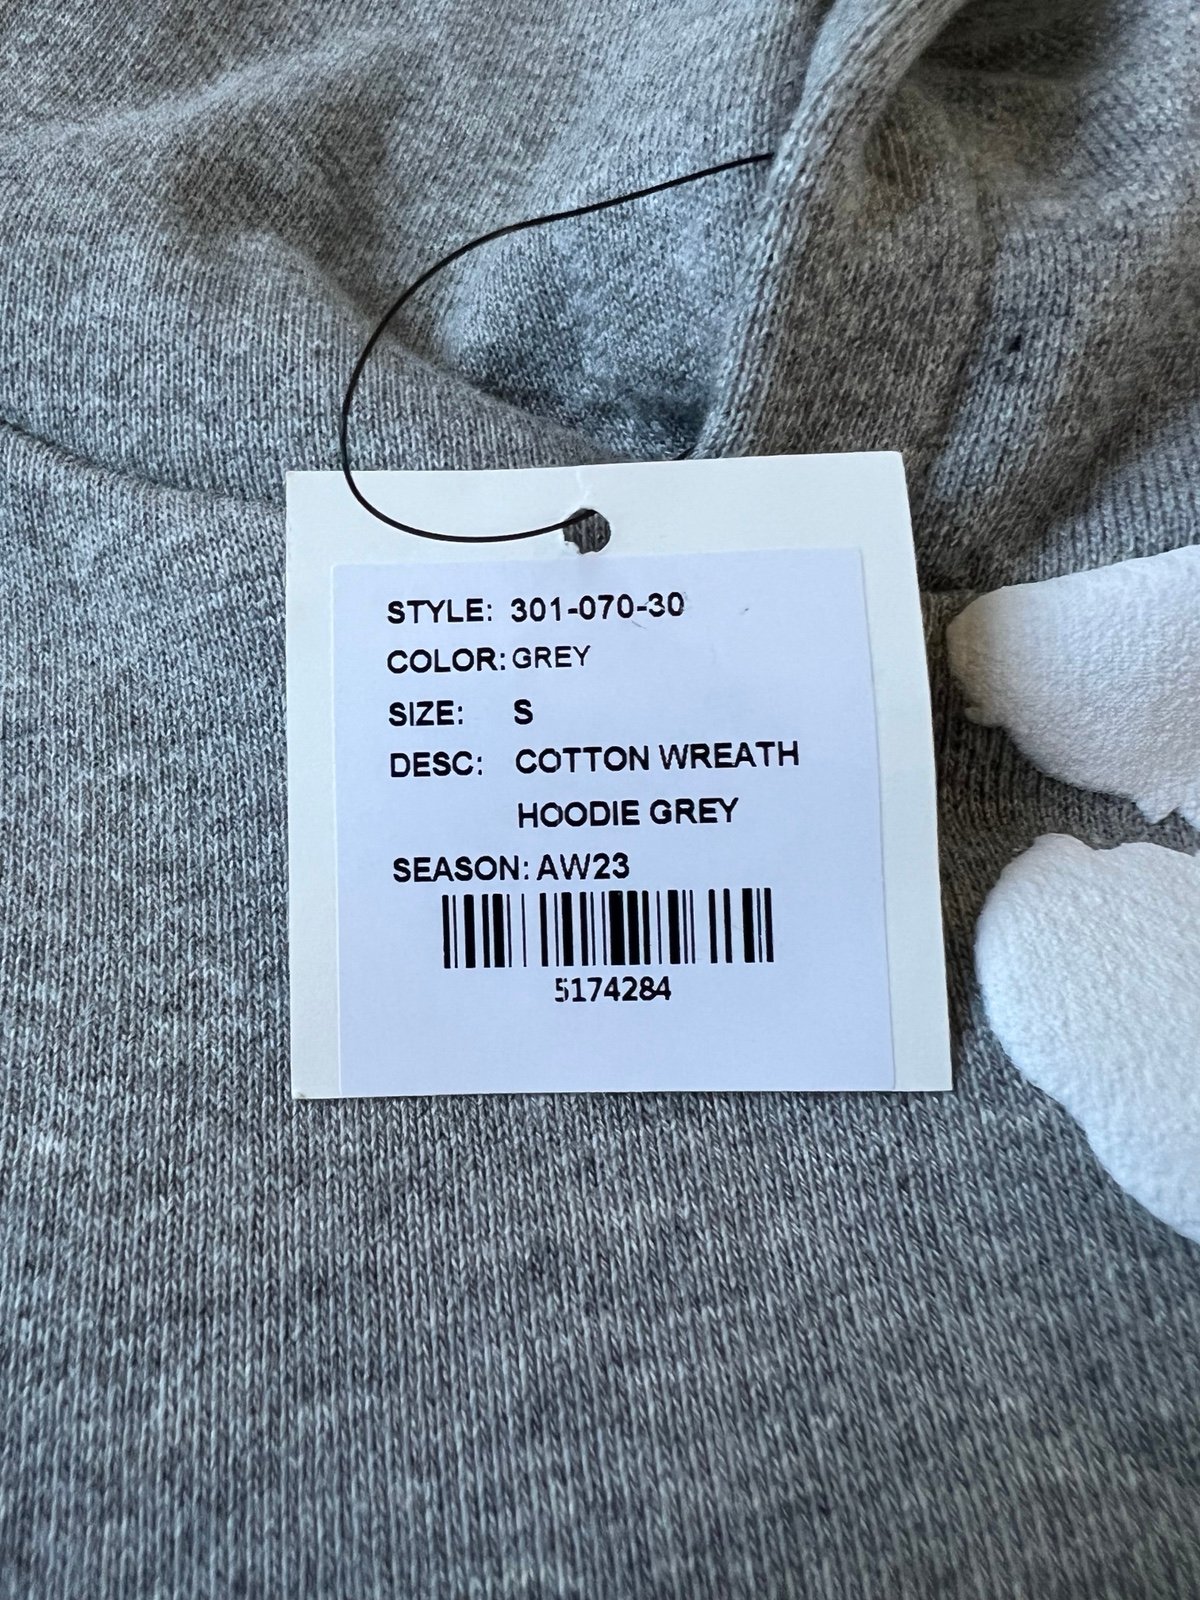 STYLE: 301-070-30
COLOR: GREY
SIZE: S
DESC: COTTON WREATH
HOODIE GREY
SEASON: AW23
5174284